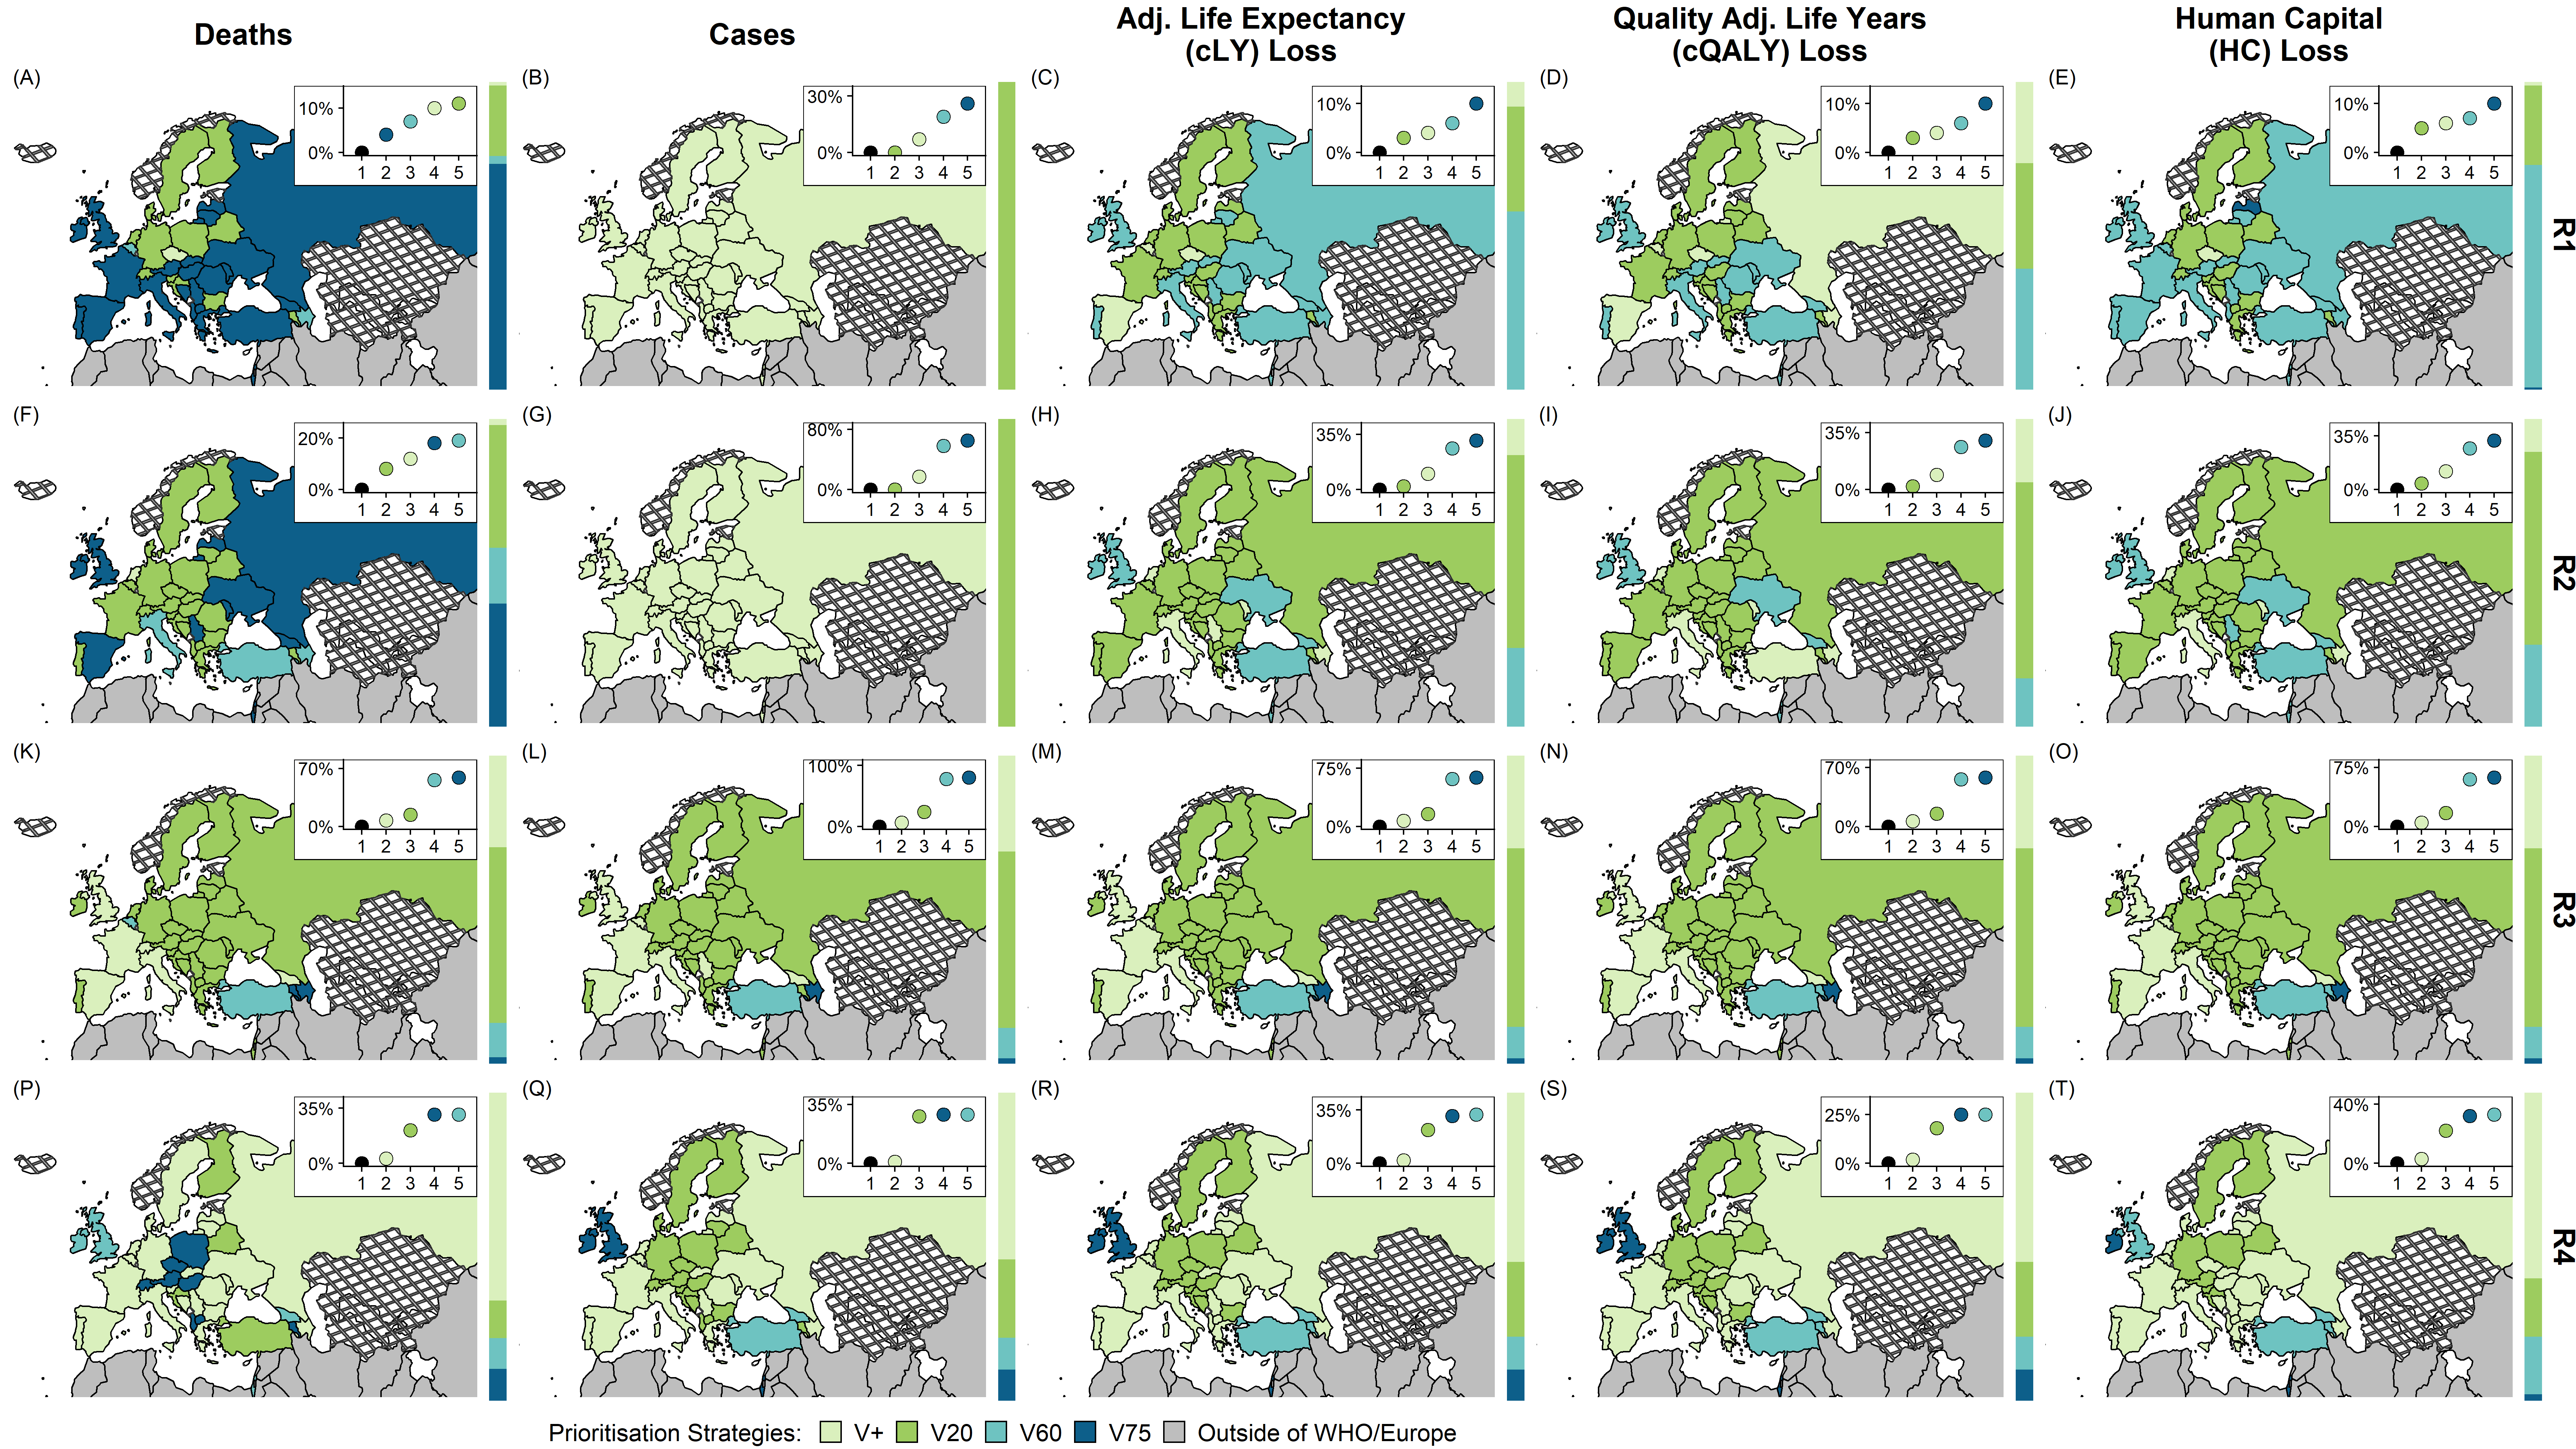 Deaths
Cases
Adj. Life Expectancy
(cLY) Loss
Quality Adj. Life Years
(cQALY) Loss
Human Capital
(HC) Loss
(A)
10%
0%
1 2 3 4 5
(B)
30%
0%
1 2 3 4 5
(C)
10%
0%
1 2 3 4 5
(D)
10%
0%
1 2 3 4 5
(E)
10%
0%
1 2 3 4 5
R1
(F)
20%
0%
1 2 3 4 5
(G)
80%
0%
1 2 3 4 5
(H)
35%
0%
1 2 3 4 5
(I)
35%
0%
1 2 3 4 5
(J)
35%
0%
1 2 3 4 5
R2
(K)
70%
0%
1 2 3 4 5
(L)
100%
0%
1 2 3 4 5
(M)
75%
0%
1 2 3 4 5
(N)
70%
0%
1 2 3 4 5
(O)
75%
0%
1 2 3 4 5
R3
(P)
35%
0%
1 2 3 4 5
(Q)
35%
0%
1 2 3 4 5
(R)
35%
0%
1 2 3 4 5
(S)
25%
0%
1 2 3 4 5
(T)
40%
0%
1 2 3 4 5
R4
Prioritisation Strategies: V+ V20 V60 V75 Outside of WHO/Europe